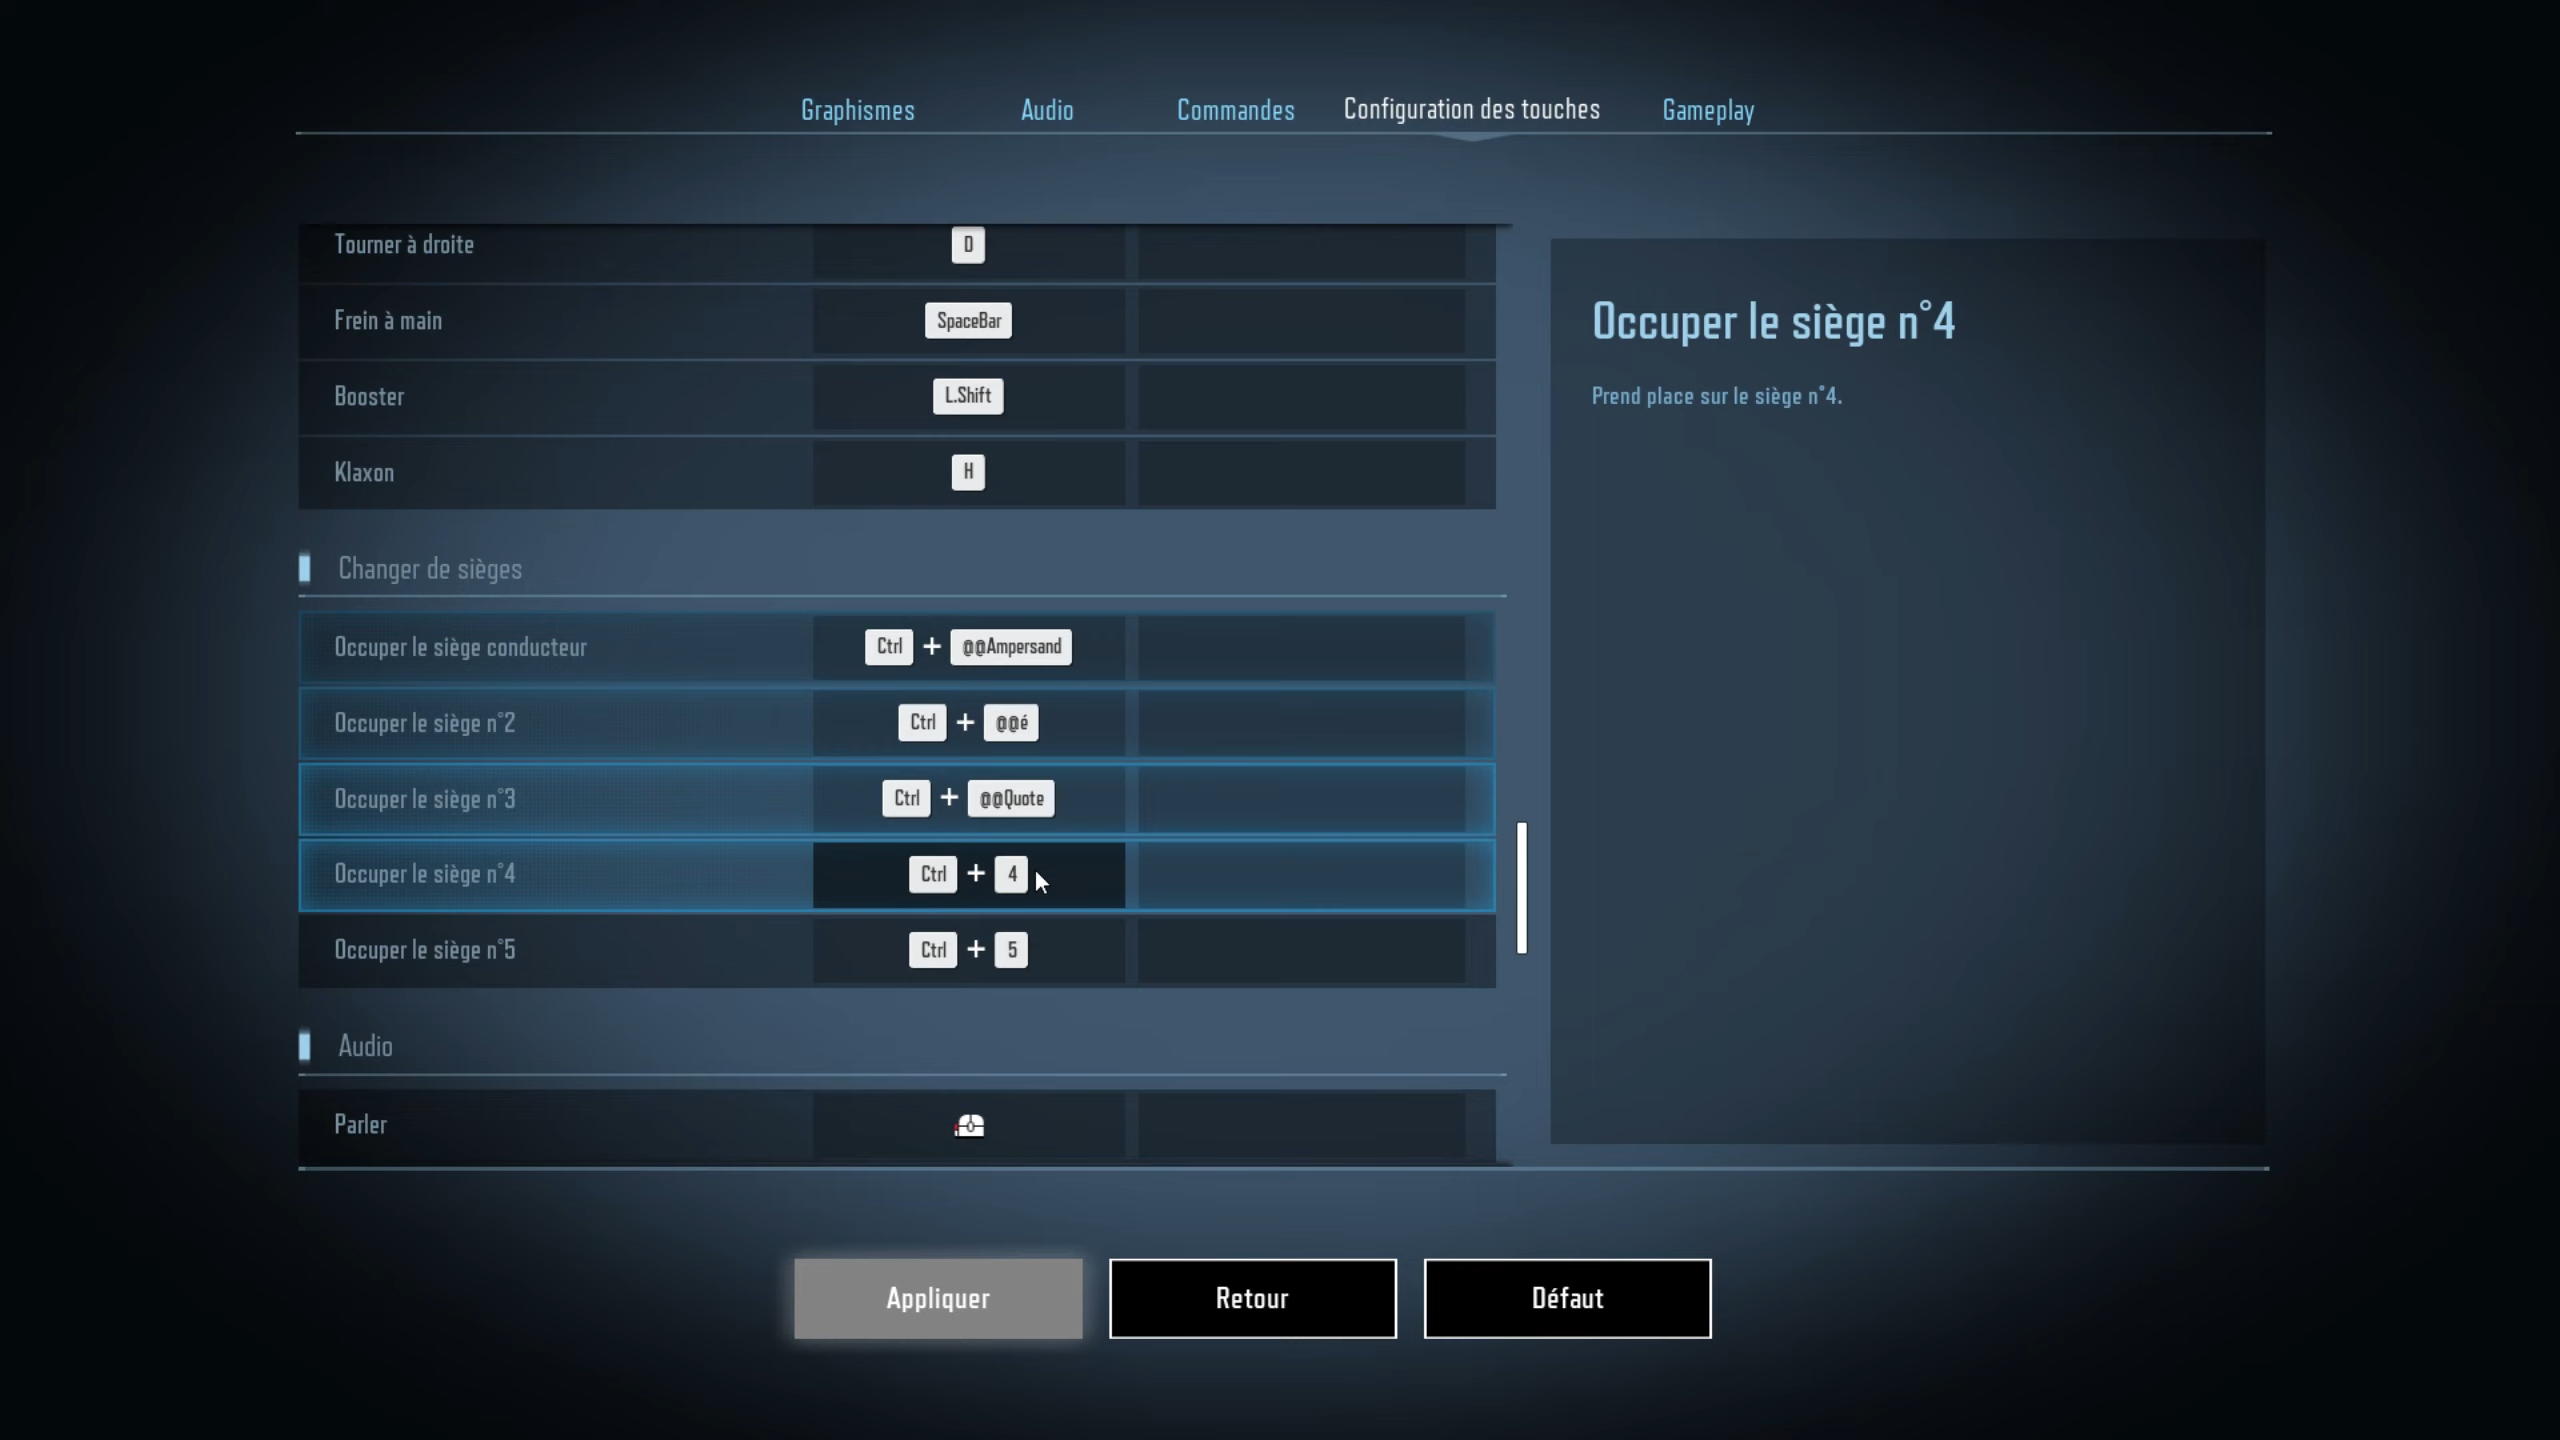 Graphismes Audio Commandes Configuration des touches Gameplay
Tourner à droite D
Frein à main SpaceBar
Booster L.Shift
Klaxon H
Changer de sièges
Occuper le siège conducteur Ctrl + @@Ampersand
Occuper le siège n°2 Ctrl + @@é
Occuper le siège n°3 Ctrl + @@Quote
Occuper le siège n°4 Ctrl + 4
Occuper le siège n°5 Ctrl + 5
Audio
Parler
Occuper le siège n°4
Prend place sur le siège n°4.
Appliquer Retour Défaut